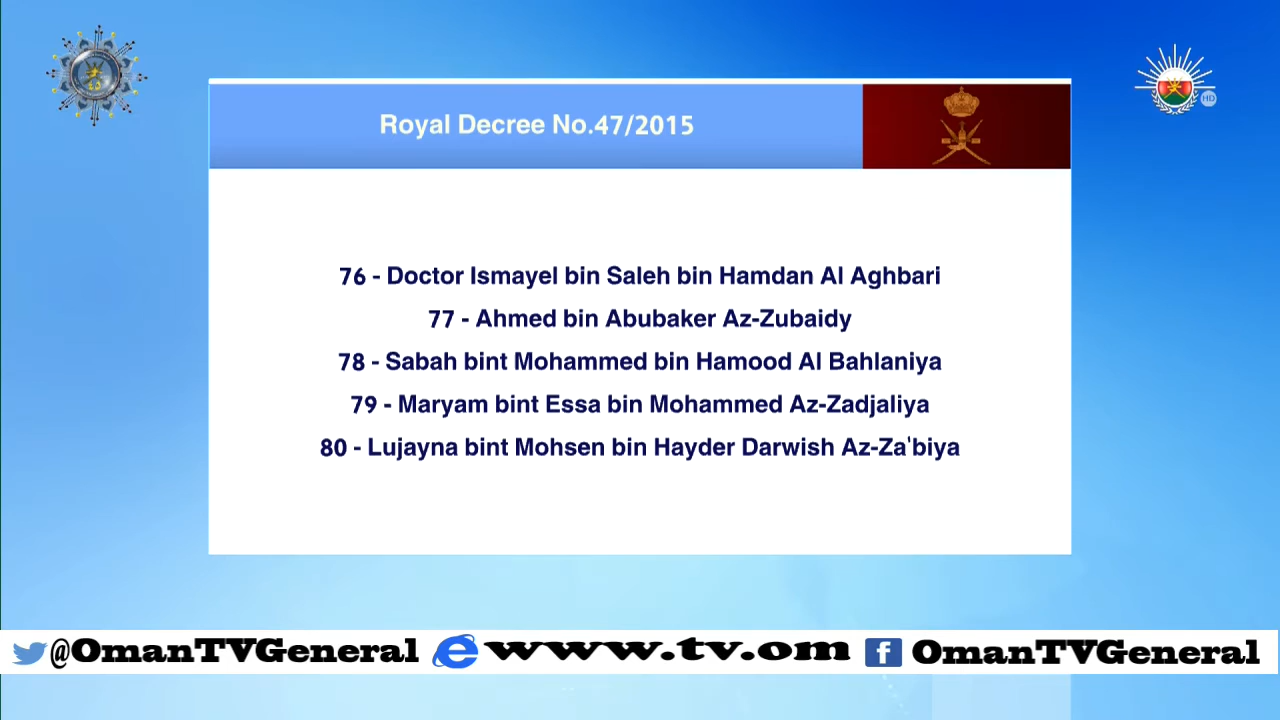 Royal Decree No.47/2015
HD
76 - Doctor Ismayel bin Saleh bin Hamdan Al Aghbari
77 - Ahmed bin Abubaker Az-Zubaidy
78 - Sabah bint Mohammed bin Hamood Al Bahlaniya
79 - Maryam bint Essa bin Mohammed Az-Zadjaliya
80 - Lujayna bint Mohsen bin Hayder Darwish Az-Za'biya
@OmanTVGeneral www.tv.om OmanTVGeneral